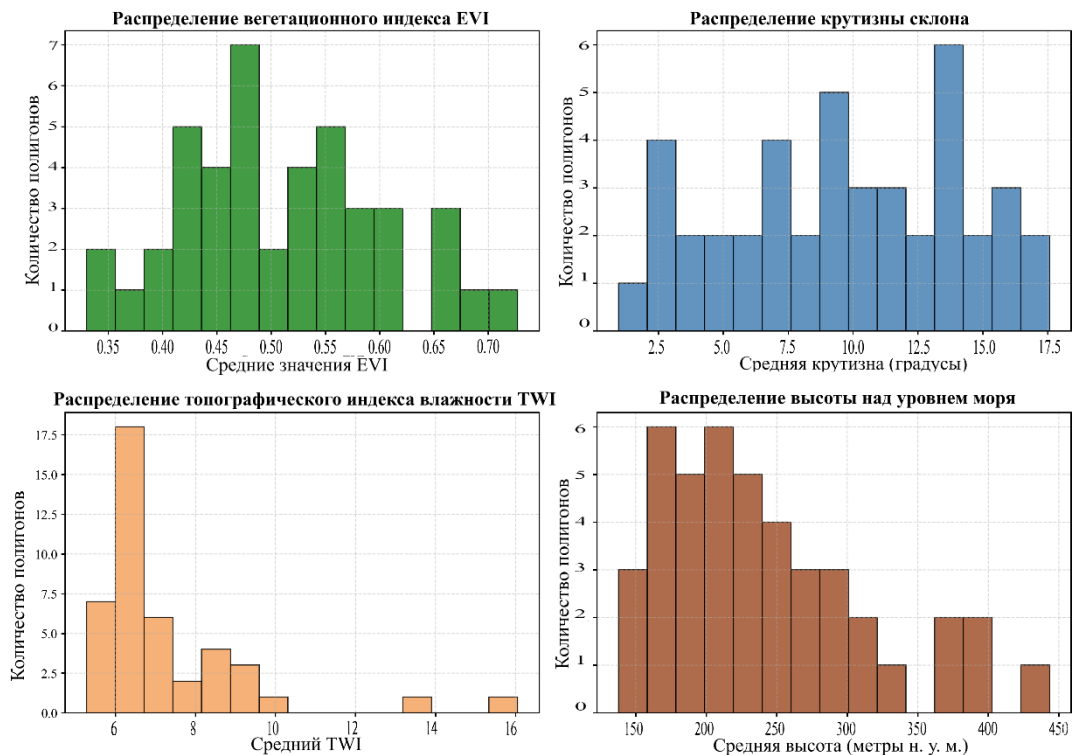 Распределение вегетационного индекса EVI
Количество полигонов
7
6
5
4
3
2
1
0
0.35 0.40 0.45 0.50 0.55 0.60 0.65 0.70
Средние значения EVI
Распределение крутизны склона
Количество полигонов
6
5
4
3
2
1
0
2.5 5.0 7.5 10.0 12.5 15.0 17.5
Средняя крутизна (градусы)
Распределение топографического индекса влажности TWI
Количество полигонов
17.5
15.0
12.5
10.0
7.5
5.0
2.5
0.0
6 8 10 12 14 16
Средний TWI
Распределение высоты над уровнем моря
Количество полигонов
6
5
4
3
2
1
0
150 200 250 300 350 400 450
Средняя высота (метры н. у. м.)